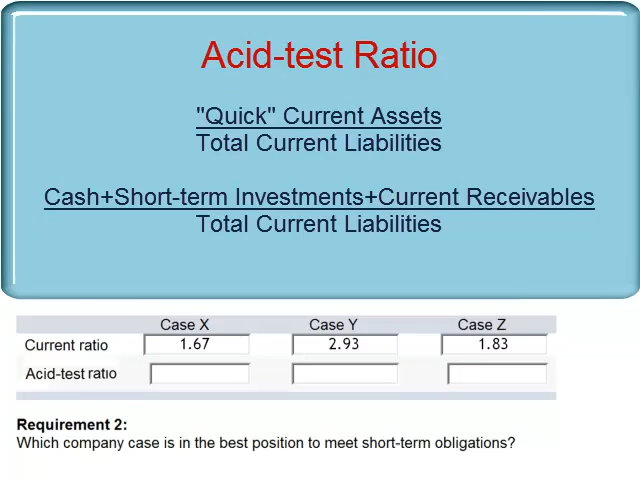 Acid-test Ratio
"Quick" Current Assets
Total Current Liabilities
Cash+Short-term Investments+Current Receivables
Total Current Liabilities
Case X Case Y Case Z
Current ratio 1.67 2.93 1.83
Acid-test ratio
Requirement 2:
Which company case is in the best position to meet short-term obligations?